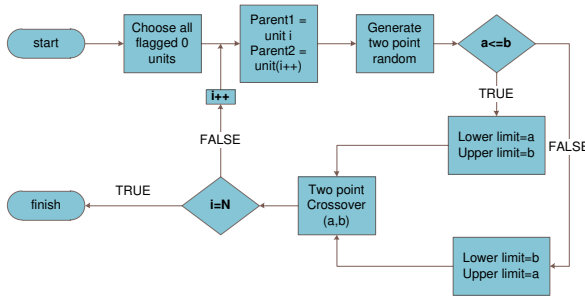 start
Choose all
flagged 0
units
Parent1 =
unit i
Parent2 =
unit(i++)
Generate
two point
random
a<=b
TRUE
FALSE
i++
FALSE
Lower limit=a
Upper limit=b
finish
TRUE
i=N
Two point
Crossover
(a,b)
Lower limit=b
Upper limit=a